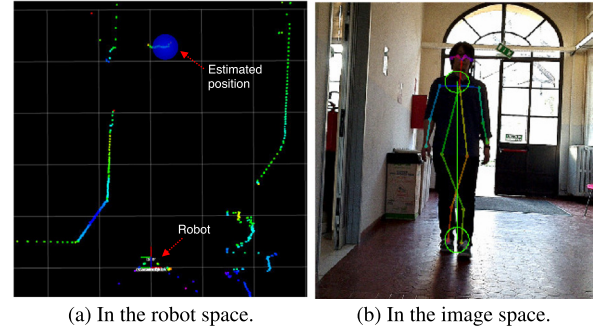 Estimated
position
Robot
(a) In the robot space.
(b) In the image space.